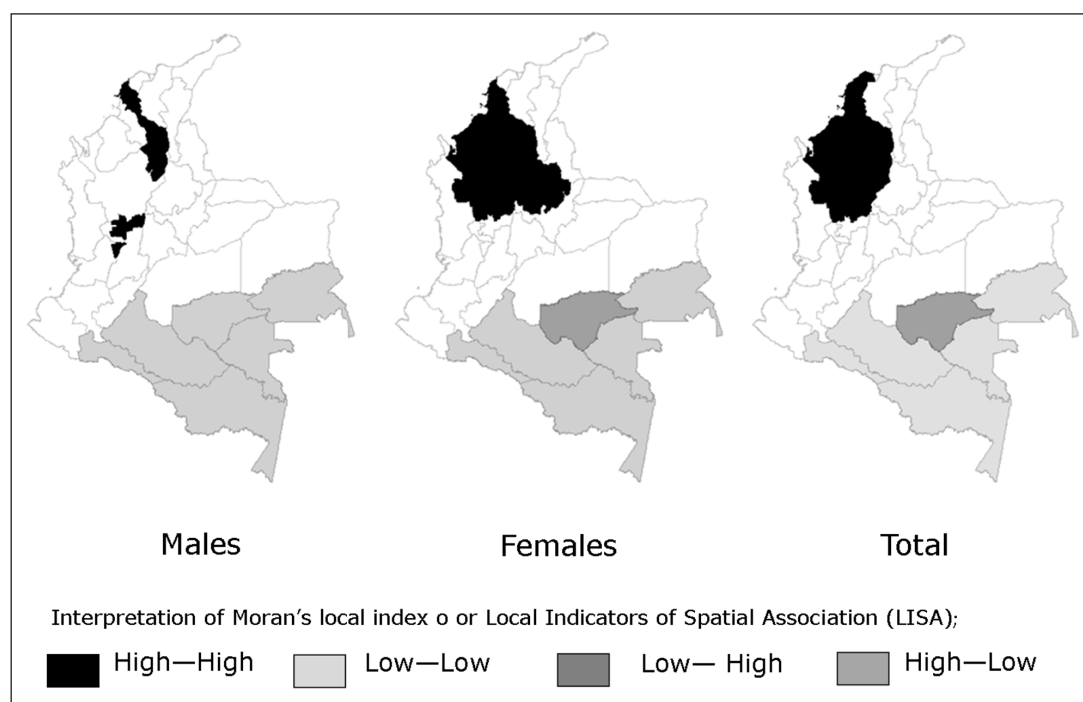 Males Females Total
Interpretation of Moran’s local index o or Local Indicators of Spatial Association (LISA);
High—High Low—Low Low— High High—Low